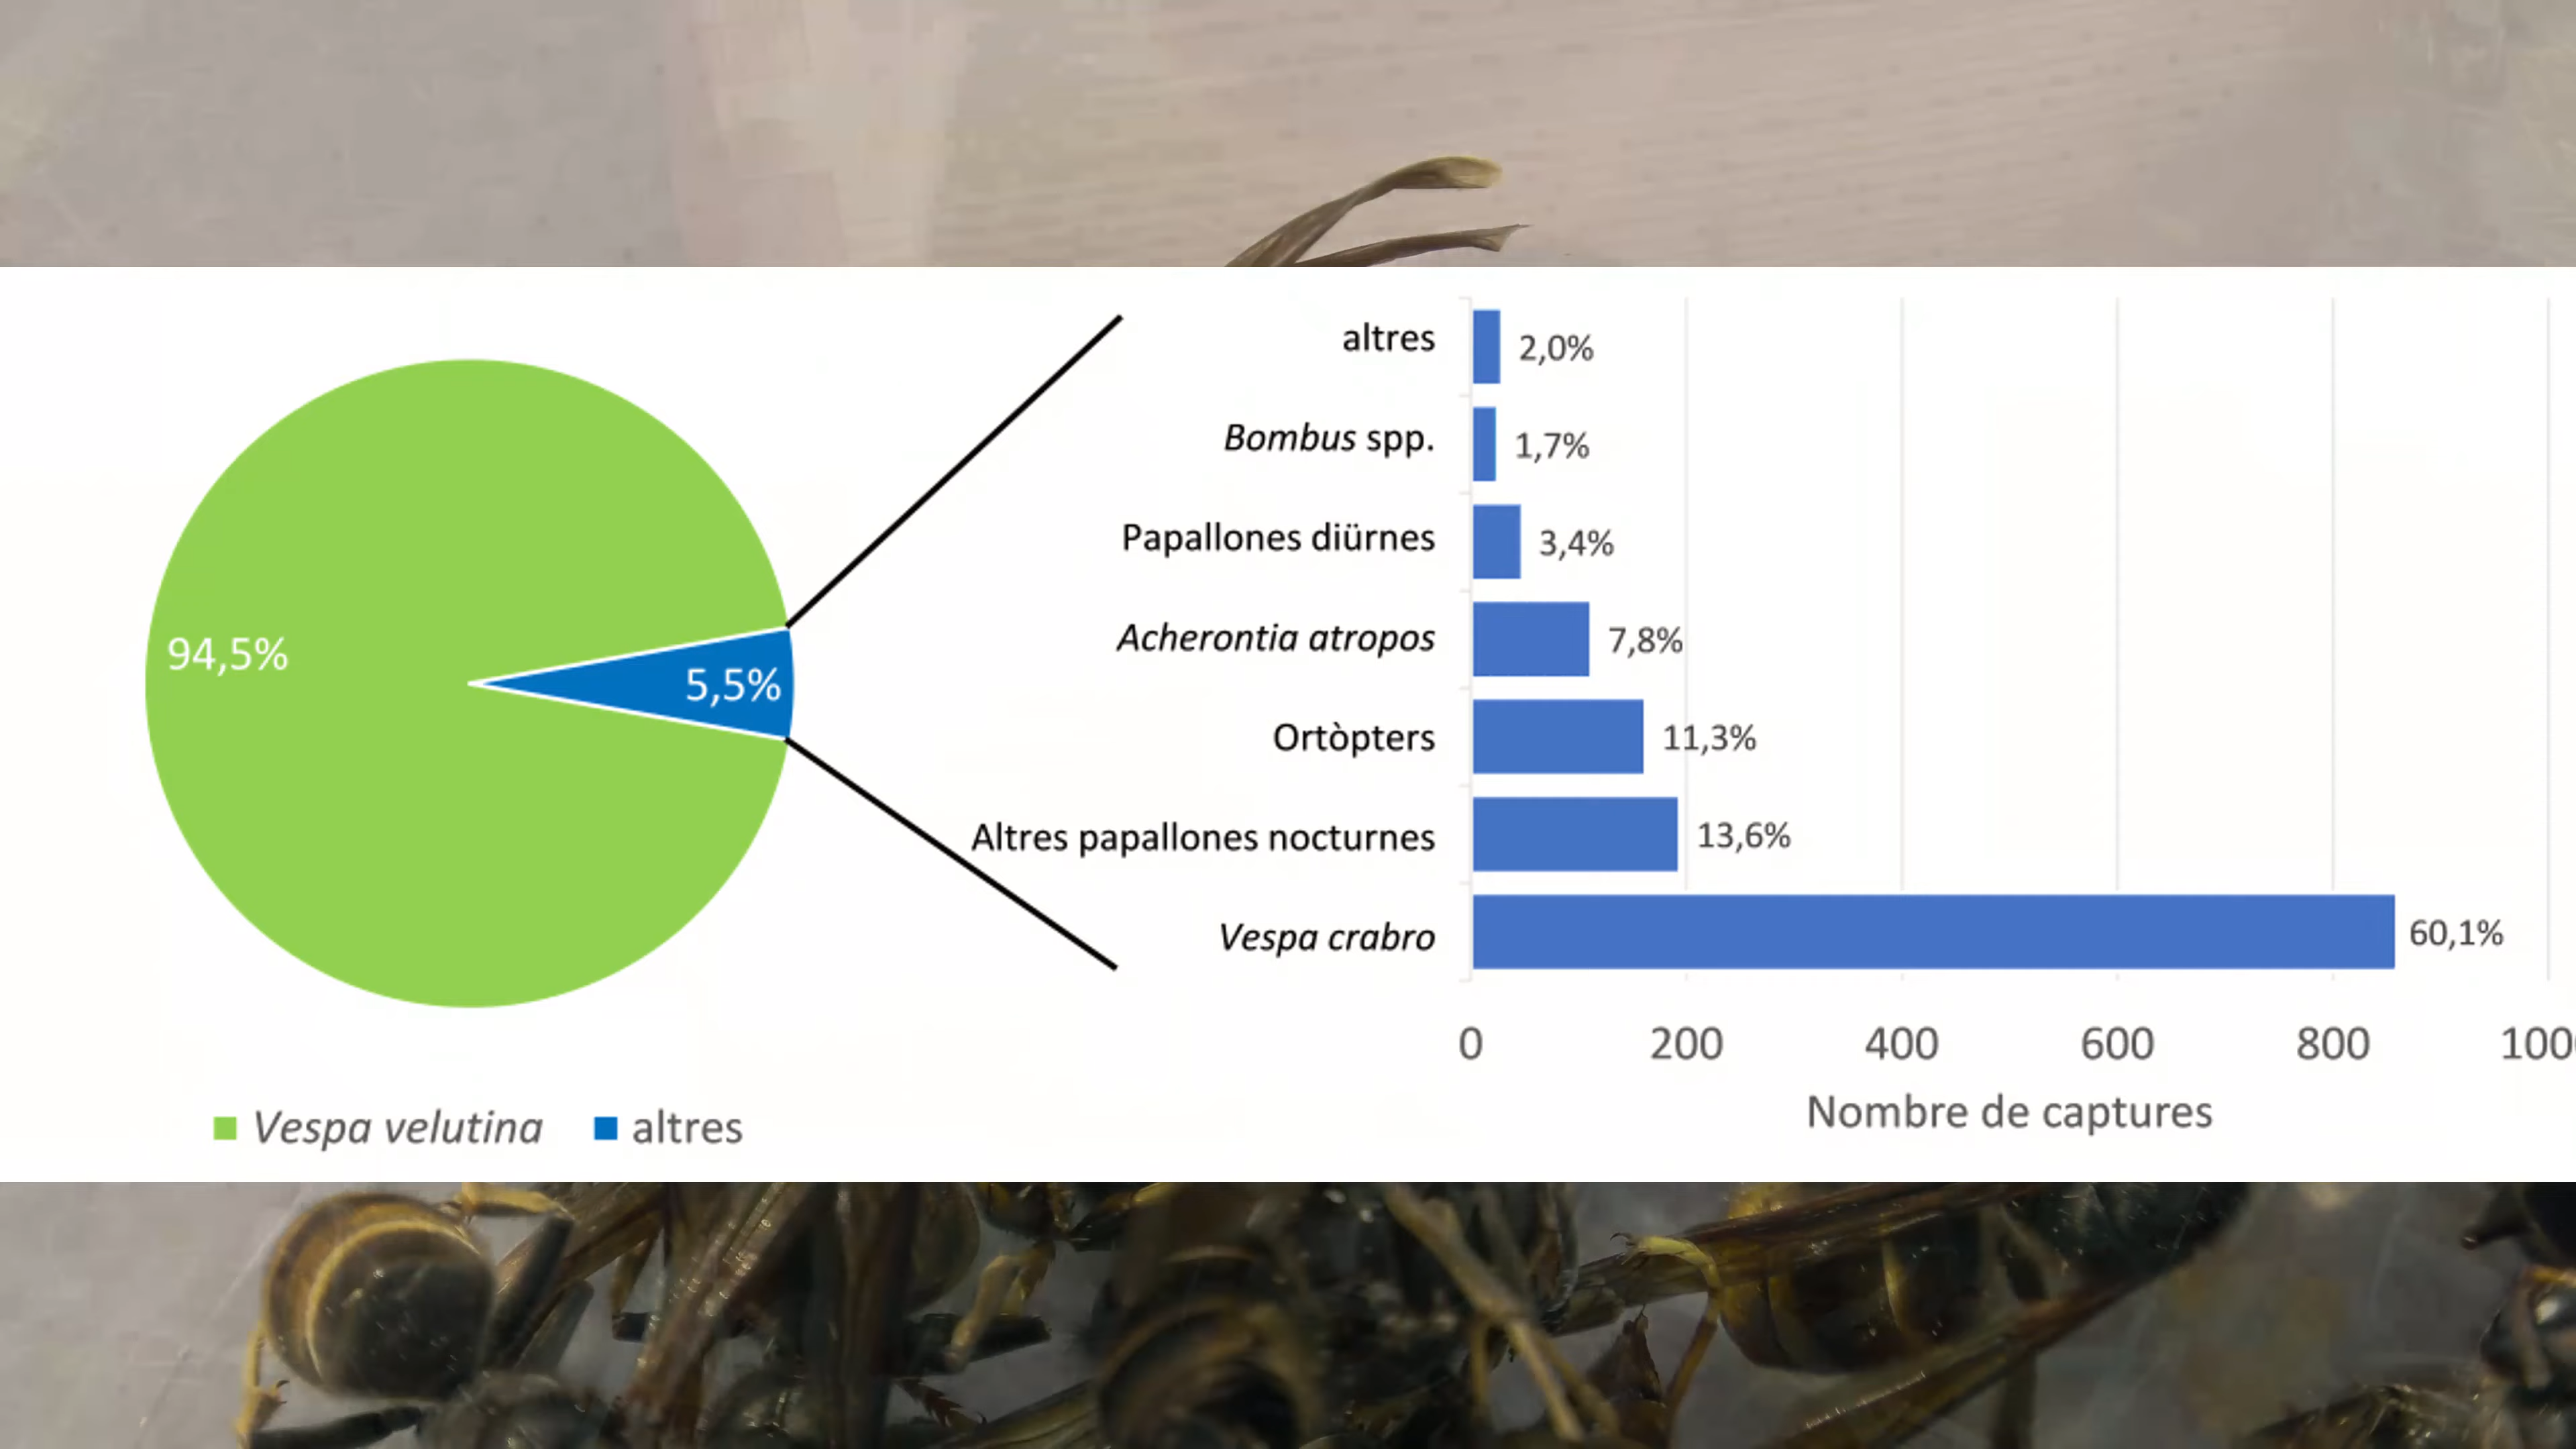 94,5%
5,5%
Vespa velutina
altres
altres
2,0%
Bombus spp.
1,7%
Papallones diürnes
3,4%
Acherontia atropos
7,8%
Ortòpters
11,3%
Altres papallones nocturnes
13,6%
Vespa crabro
60,1%
0 200 400 600 800 100
Nombre de captures